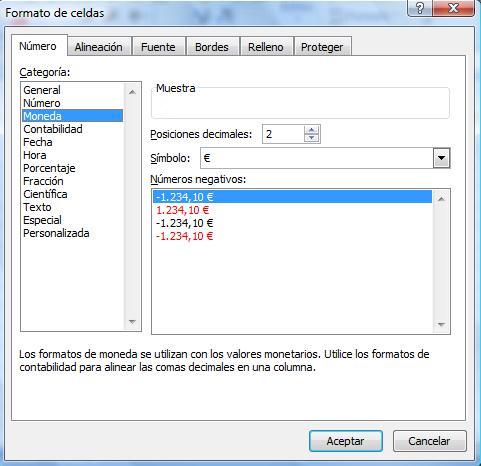 Formato de celdas
Número Alineación Fuente Bordes Relleno Proteger
Categoría:
General
Número
Moneda
Contabilidad
Fecha
Hora
Porcentaje
Fracción
Científica
Texto
Especial
Personalizada
Muestra
Posiciones decimales: 2
Símbolo: €
Números negativos:
-1.234,10 €
1.234,10 €
-1.234,10 €
-1.234,10 €
Los formatos de moneda se utilizan con los valores monetarios. Utilice los formatos de
contabilidad para alinear las comas decimales en una columna.
Aceptar Cancelar